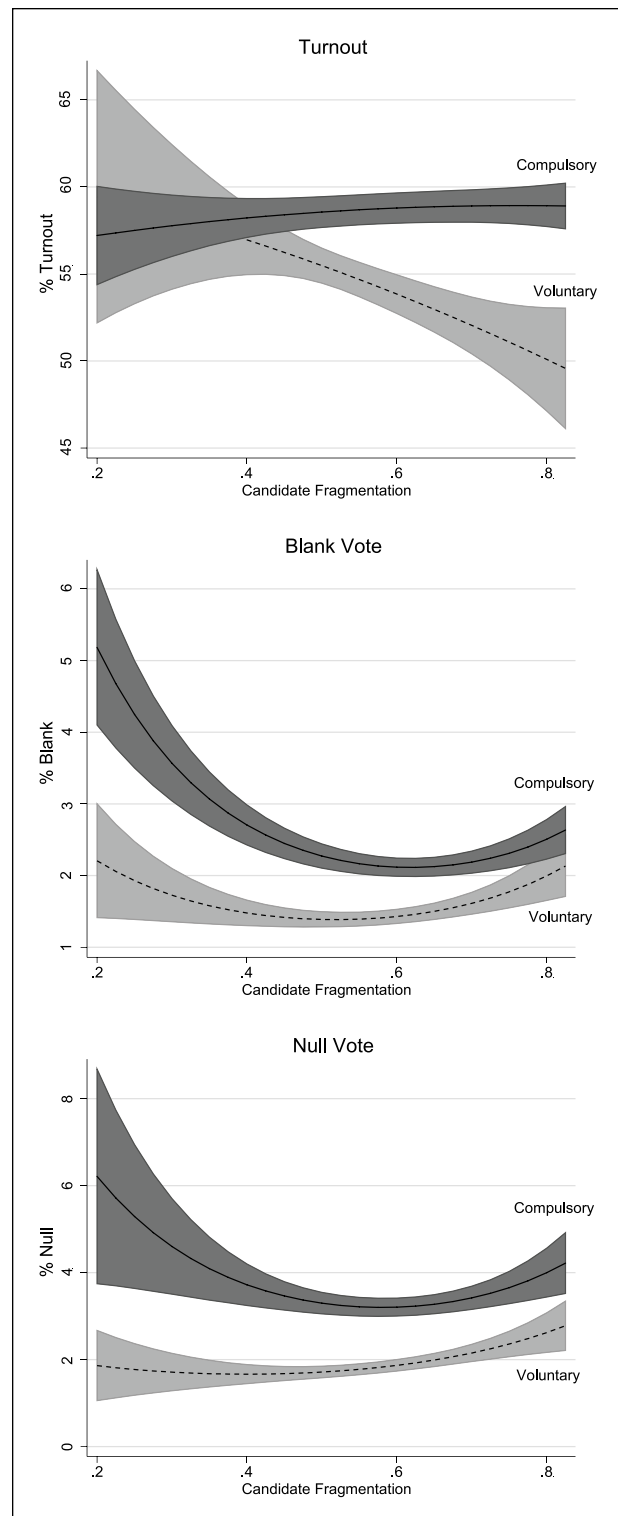 Turnout
65
60
55
50
45
% Turnout
Compulsory
Voluntary
.2 .4 .6 .8
Candidate Fragmentation
Blank Vote
6
5
4
3
2
1
% Blank
Compulsory
Voluntary
.2 .4 .6 .8
Candidate Fragmentation
Null Vote
8
6
4
2
0
% Null
Compulsory
Voluntary
.2 .4 .6 .8
Candidate Fragmentation